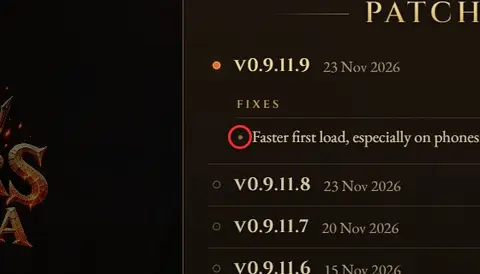 PATCH
v0.9.11.9 23 Nov 2026
FIXES
Faster first load, especially on phones
v0.9.11.8 23 Nov 2026
v0.9.11.7 20 Nov 2026
v0.9.11.6 15 Nov 2026
RS
A